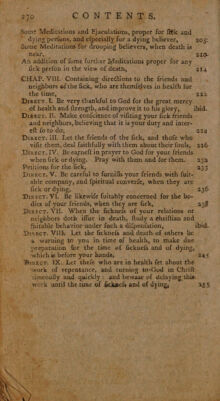 270 CONTENTS.
Some Meditations and Ejaculations, proper for sick and
dying persons, and especially for a dying believer, 205
Some Meditations for drooping believers, when death is
near, 210
An addition of some further Meditations proper for any
sick person in the view of death, 214
CHAP. VIII. Containing directions to the friends and
neighbors of the sick, who are themselves in health for
the time, 222
DIRECT. I. Be very thankful to God for the great mercy
of health and strength, and improve it to his glory, ibid.
DIRECT. II. Make conscience of visiting your sick friends
and neighbors, believing that it is your duty and inter-
est so to do, 224
DIRECT. III. Let the friends of the sick, and those who
visit them, deal faithfully with them about their souls, 226
DIRECT. IV. Be earnest in prayer to God for your friends
when sick or dying. Pray with them and for them. 232
Petitions for the sick, 235
DIRECT. V. Be careful to furnish your friends with suit-
able company, and spiritual converse, when they are
sick or dying. 236
DIRECT. VI. Be likewise suitably concerned for the bo-
dies of your friends, when they are sick, 238
DIRECT. VII. When the sickness of your relations or
neighbors doth issue in death, study a christian and
suitable behavior under such a dispensation, ibid.
DIRECT. VIII. Let the sickness and death of others be
a warning to you in time of health, to make due
preparation for the time of sickness and of dying,
which is before your hands, 245
DIRECT. IX. Let these who are in health set about the
work of repentance, and turning to God in Christ
timeously and quickly: and beware of delaying this
work until the time of sickness and of dying, 255